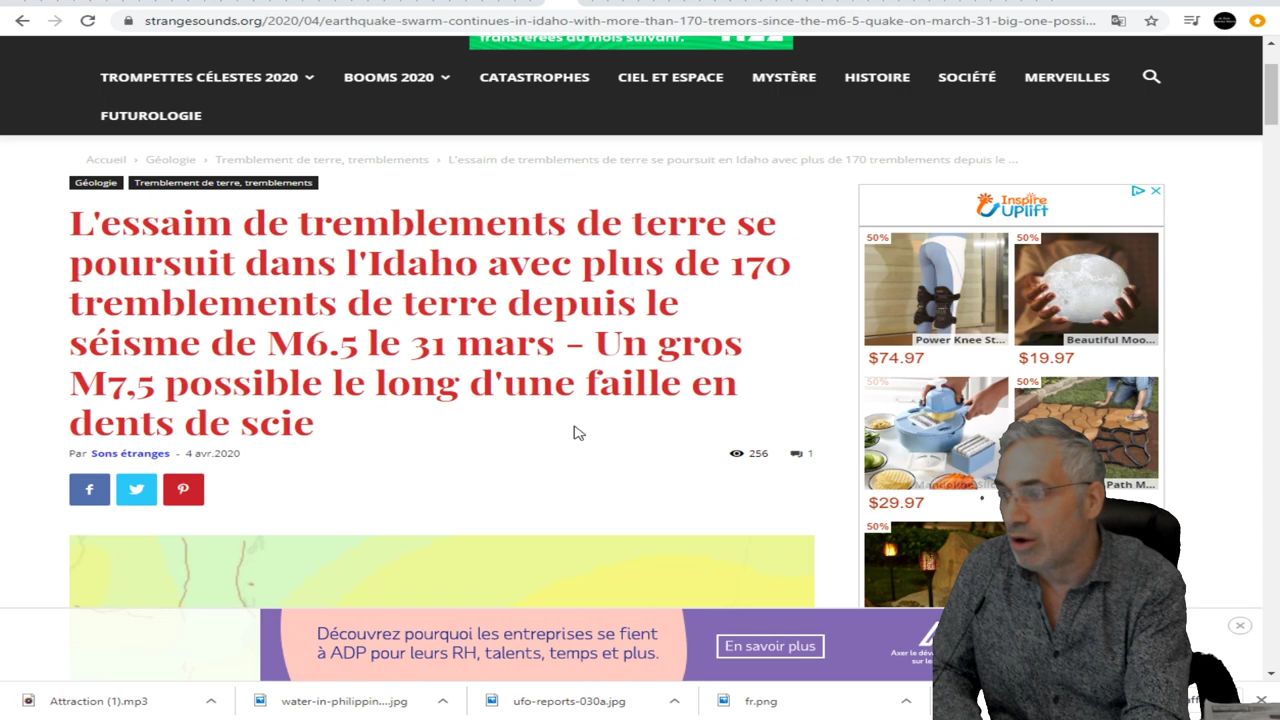 strangesounds.org/2020/04/earthquake-swarm-continues-in-idaho-with-more-than-170-tremors-since-the-m6-5-quake-on-march-31-big-one-possi...
transférées du mois suivant.
TROMPETTES CÉLESTES 2020
BOOMS 2020
CATASTROPHES
CIEL ET ESPACE
MYSTÈRE
HISTOIRE
SOCIÉTÉ
MERVEILLES
FUTUROLOGIE
Accueil › Géologie › Tremblement de terre, tremblements › L'essaim de tremblements de terre se poursuit en Idaho avec plus de 170 tremblements depuis le ...
Géologie
Tremblement de terre, tremblements
L'essaim de tremblements de terre se
poursuit dans l'Idaho avec plus de 170
tremblements de terre depuis le
séisme de M6.5 le 31 mars - Un gros
M7,5 possible le long d'une faille en
dents de scie
Par Sons étranges - 4 avr.2020
256
1
Inspire
Uplift
50%
50%
Power Knee St...
Beautiful Moo...
$74.97
$19.97
50%
50%
Path M...
$29.97
50%
Découvrez pourquoi les entreprises se fient
à ADP pour leurs RH, talents, temps et plus.
En savoir plus
Attraction (1).mp3
water-in-philippin....jpg
ufo-reports-030a.jpg
fr.png